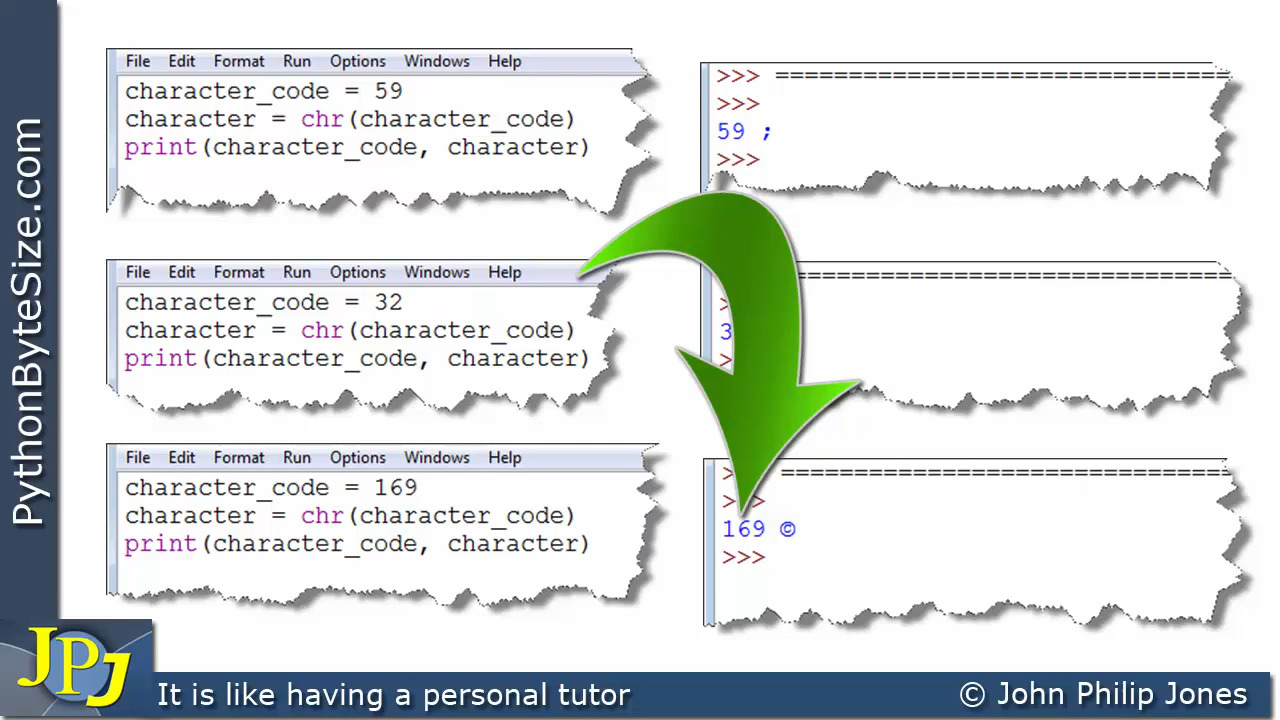 PythonByteSize.com
File Edit Format Run Options Windows Help
character_code = 59
character = chr(character_code)
print(character_code, character)
>>> ===============================
>>>
59 ;
>>>
File Edit Format Run Options Windows Help
character_code = 32
character = chr(character_code)
print(character_code, character)
==============================
>
3
>
File Edit Format Run Options Windows Help
character_code = 169
character = chr(character_code)
print(character_code, character)
> ===============================
>>>
169 ©
>>>
JPJ
It is like having a personal tutor
© John Philip Jones